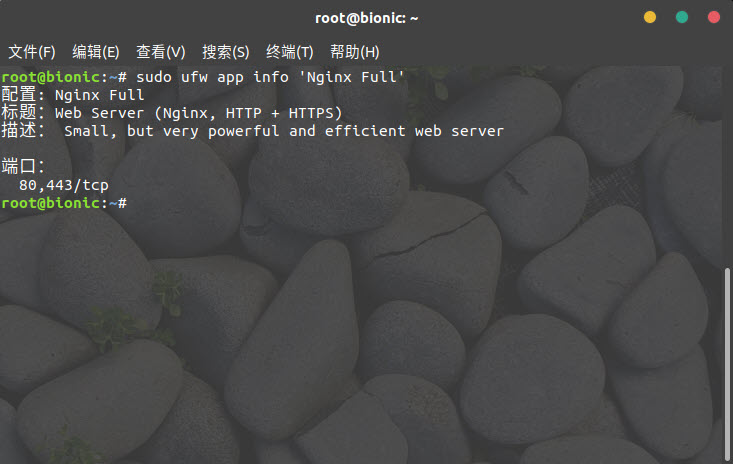 root@bionic: ~
文件(F) 编辑(E) 查看(V) 搜索(S) 终端(T) 帮助(H)
root@bionic:~# sudo ufw app info 'Nginx Full'
配置: Nginx Full
标题: Web Server (Nginx, HTTP + HTTPS)
描述:  Small, but very powerful and efficient web server
端口:
  80,443/tcp
root@bionic:~#